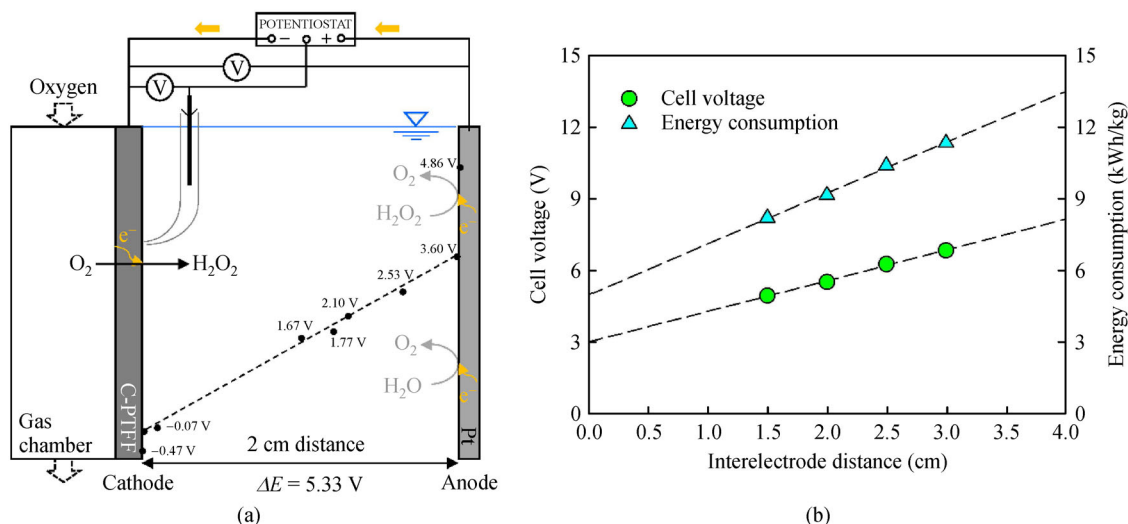 POTENTIOSTAT
− +
V
V
Oxygen
4.86 V
O2
H2O2
e−
e−
3.60 V
O2
H2O2
2.53 V
2.10 V
1.67 V
1.77 V
O2
H2O
e−
C-PTFF
Pt
−0.07 V
−0.47 V
Gas
chamber
2 cm distance
Cathode
ΔE = 5.33 V
Anode
(a)
15
12
9
6
3
0
Cell voltage (V)
Cell voltage
Energy consumption
15
12
9
6
3
0
Energy consumption (kWh/kg)
0.0 0.5 1.0 1.5 2.0 2.5 3.0 3.5 4.0
Interelectrode distance (cm)
(b)